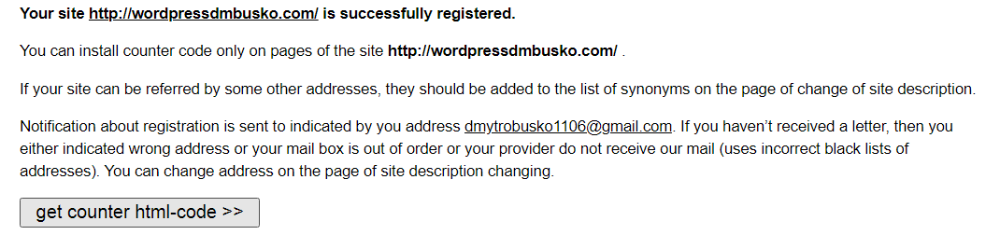 Your site http://wordpressdmbusko.com/ is successfully registered.
You can install counter code only on pages of the site http://wordpressdmbusko.com/ .
If your site can be referred by some other addresses, they should be added to the list of synonyms on the page of change of site description.
Notification about registration is sent to indicated by you address dmytrobusko1106@gmail.com. If you haven’t received a letter, then you
either indicated wrong address or your mail box is out of order or your provider do not receive our mail (uses incorrect black lists of
addresses). You can change address on the page of site description changing.
get counter html-code >>